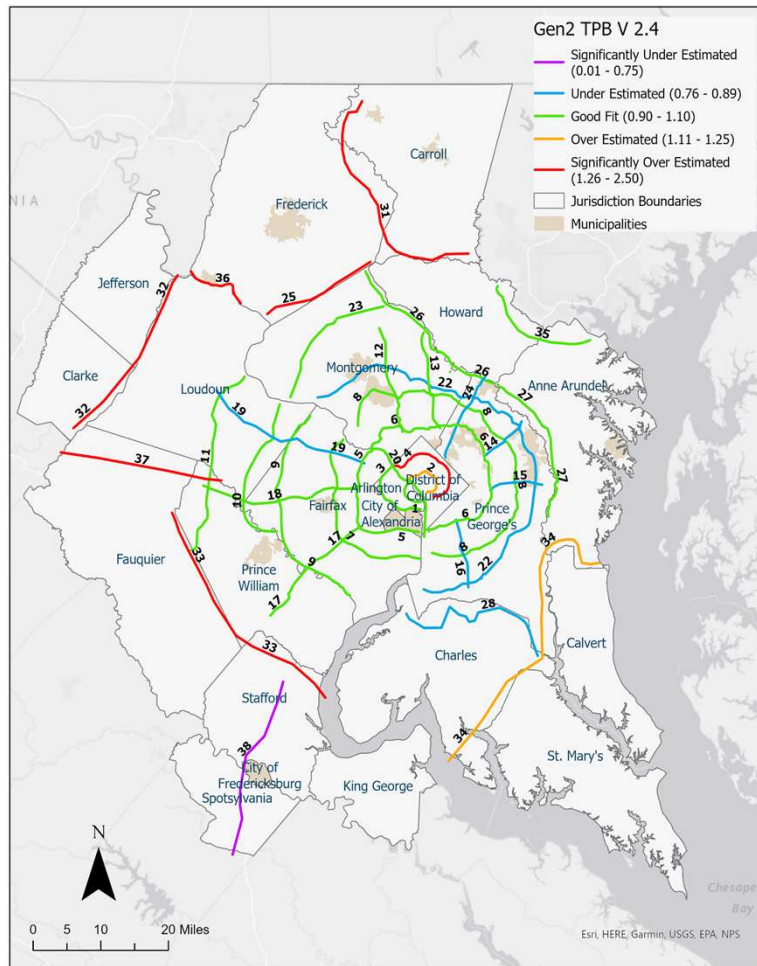 Gen2 TPB V 2.4
Significantly Under Estimated
(0.01 - 0.75)
Under Estimated (0.76 - 0.89)
Good Fit (0.90 - 1.10)
Over Estimated (1.11 - 1.25)
Significantly Over Estimated
(1.26 - 2.50)
Jurisdiction Boundaries
Municipalities
Carroll
Frederick
31
NIA
Jefferson
32
36
25
Howard
35
23
26
12
13
Montgomery
26
Clarke
Loudoun
22
24
27
Anne Arundel
32
19
8
8
6
6
14
19
5
20
4
37
11
9
3
2
15
27
District of
Columbia
8
Arlington
10
18
1
Fairfax
City of
Alexandria
Prince
George's
6
17
7
5
8
34
33
Fauquier
Prince
William
9
16
22
17
28
33
Charles
Calvert
Stafford
34
38
St. Mary's
City of
Fredericksburg
Spotsylvania
King George
N
Chesape
Bay
0 5 10 20 Miles
Esri, HERE, Garmin, USGS, EPA, NPS